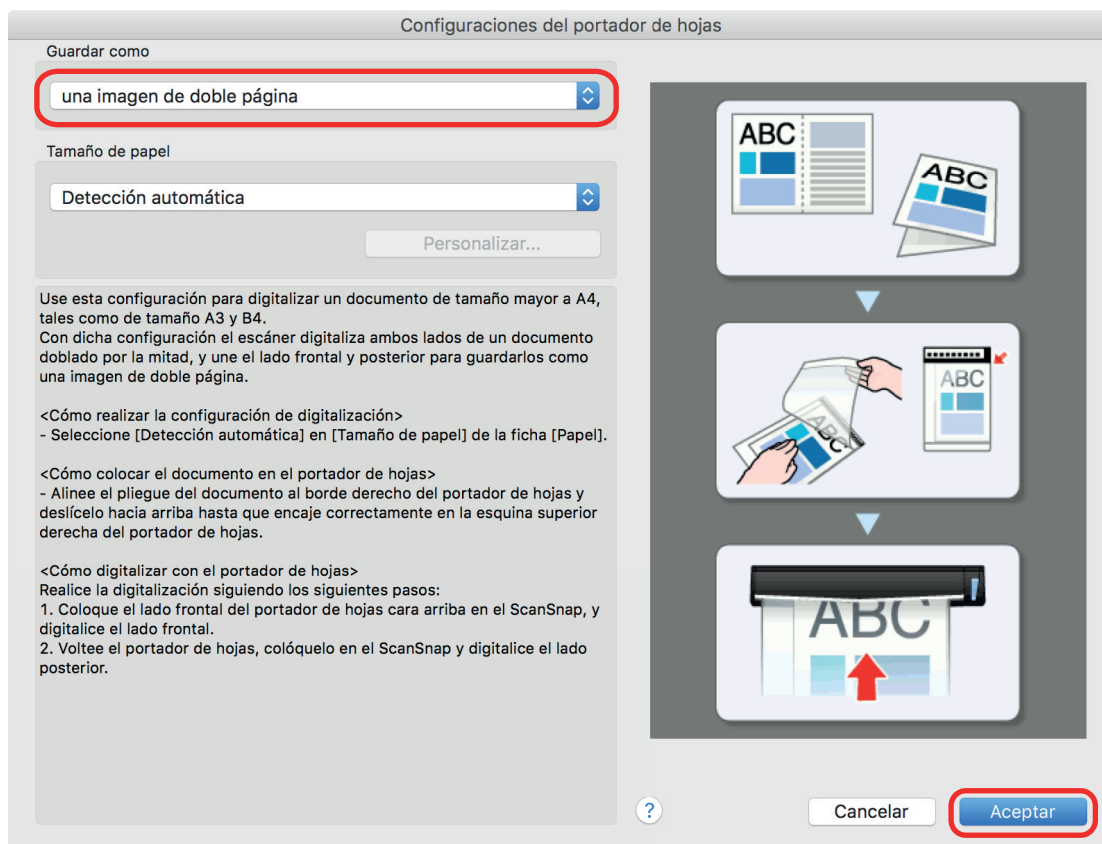 Configuraciones del portador de hojas
Guardar como
una imagen de doble página
Tamaño de papel
Detección automática
Personalizar...
Use esta configuración para digitalizar un documento de tamaño mayor a A4,
tales como de tamaño A3 y B4.
Con dicha configuración el escáner digitaliza ambos lados de un documento
doblado por la mitad, y une el lado frontal y posterior para guardarlos como
una imagen de doble página.
<Cómo realizar la configuración de digitalización>
- Seleccione [Detección automática] en [Tamaño de papel] de la ficha [Papel].
<Cómo colocar el documento en el portador de hojas>
- Alinee el pliegue del documento al borde derecho del portador de hojas y
deslícelo hacia arriba hasta que encaje correctamente en la esquina superior
derecha del portador de hojas.
<Cómo digitalizar con el portador de hojas>
Realice la digitalización siguiendo los siguientes pasos:
1. Coloque el lado frontal del portador de hojas cara arriba en el ScanSnap, y
digitalice el lado frontal.
2. Voltee el portador de hojas, colóquelo en el ScanSnap y digitalice el lado
posterior.
ABC
ABC
ABC
ABC
ABC
?
Cancelar
Aceptar